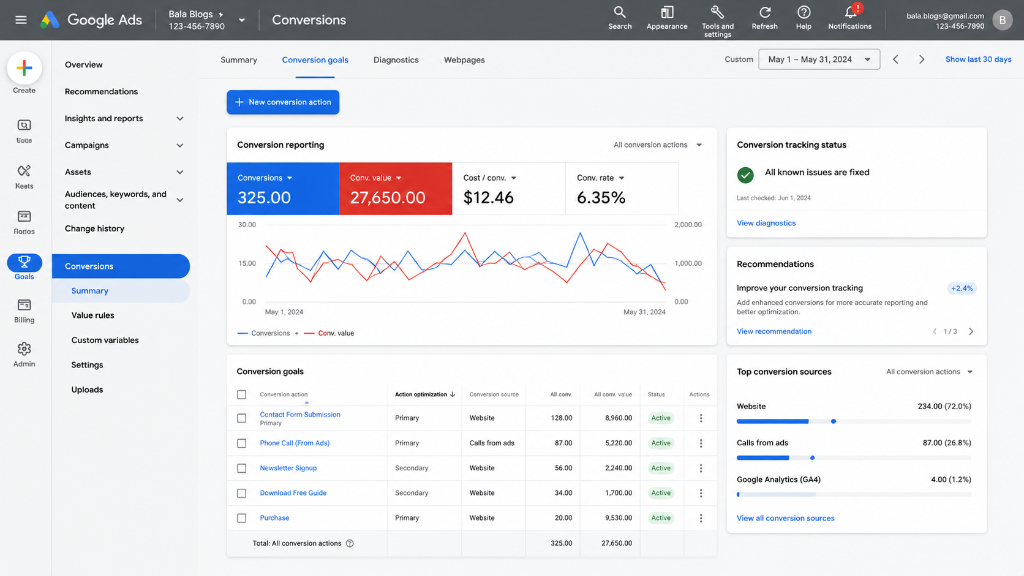 Google Ads
Bala Blogs
123-456-7890
Conversions
Search
Appearance
Tools and
settings
Refresh
Help
!
Notifications
bala.blogs@gmail.com
123-456-7890
B
Create
Keats
Goals
Billing
Admin
Overview
Recommendations
Insights and reports
Campaigns
Assets
Audiences, keywords, and
content
Change history
Conversions
Summary
Value rules
Custom variables
Settings
Uploads
Summary
Conversion goals
Diagnostics
Webpages
Custom
May 1 – May 31, 2024
Show last 30 days
+ New conversion action
Conversion reporting
All conversion actions
Conversions
325.00
Conv. value
27,650.00
Cost / conv.
$12.46
Conv. rate
6.35%
30.00
15.00
0.00
2,000.00
1,000.00
0.00
May 1, 2024
May 31, 2024
Conversions
Conv. value
Conversion goals
Conversion action Action optimization ↓ Conversion source All conv. All conv. value Status Actions
Contact Form Submission Primary Website 128.00 8,960.00 Active
Primary
Phone Call (From Ads) Primary Calls from ads 87.00 5,220.00 Active
Newsletter Signup Secondary Website 56.00 2,240.00 Active
Download Free Guide Secondary Website 34.00 1,700.00 Active
Purchase Primary Website 20.00 9,530.00 Active
Total: All conversion actions 325.00 27,650.00
Conversion tracking status
All known issues are fixed
Last checked: Jun 1, 2024
View diagnostics
Recommendations
Improve your conversion tracking
+2.4%
Add enhanced conversions for more accurate reporting and
better optimization.
View recommendation
1 / 3
Top conversion sources
All conversion actions
Website 234.00 (72.0%)
Calls from ads 87.00 (26.8%)
Google Analytics (GA4) 4.00 (1.2%)
View all conversion sources